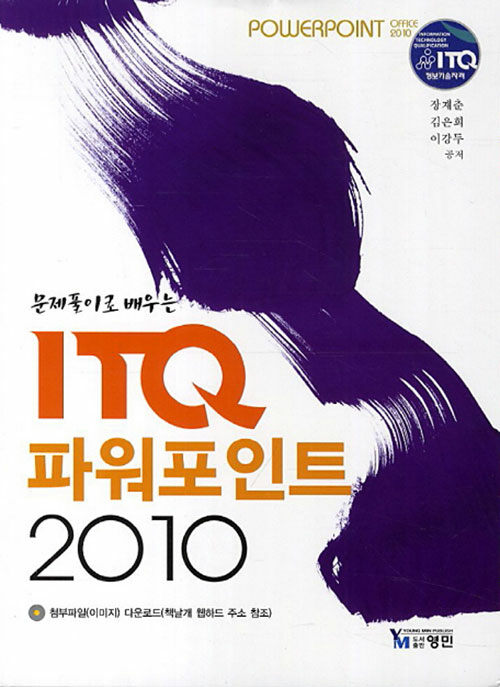 POWERPOINT OFFICE 2010
INFORMATION
TECHNOLOGY
QUALIFICATION
ITQ
정보기술자격
장재춘
김은희
이강두
공저
문제풀이로 배우는
ITQ
파워포인트
2010
첨부파일(이미지) 다운로드(책날개 웹하드 주소 참조)
YOUNG MIN PUBLISH
YM 도서출판 영민